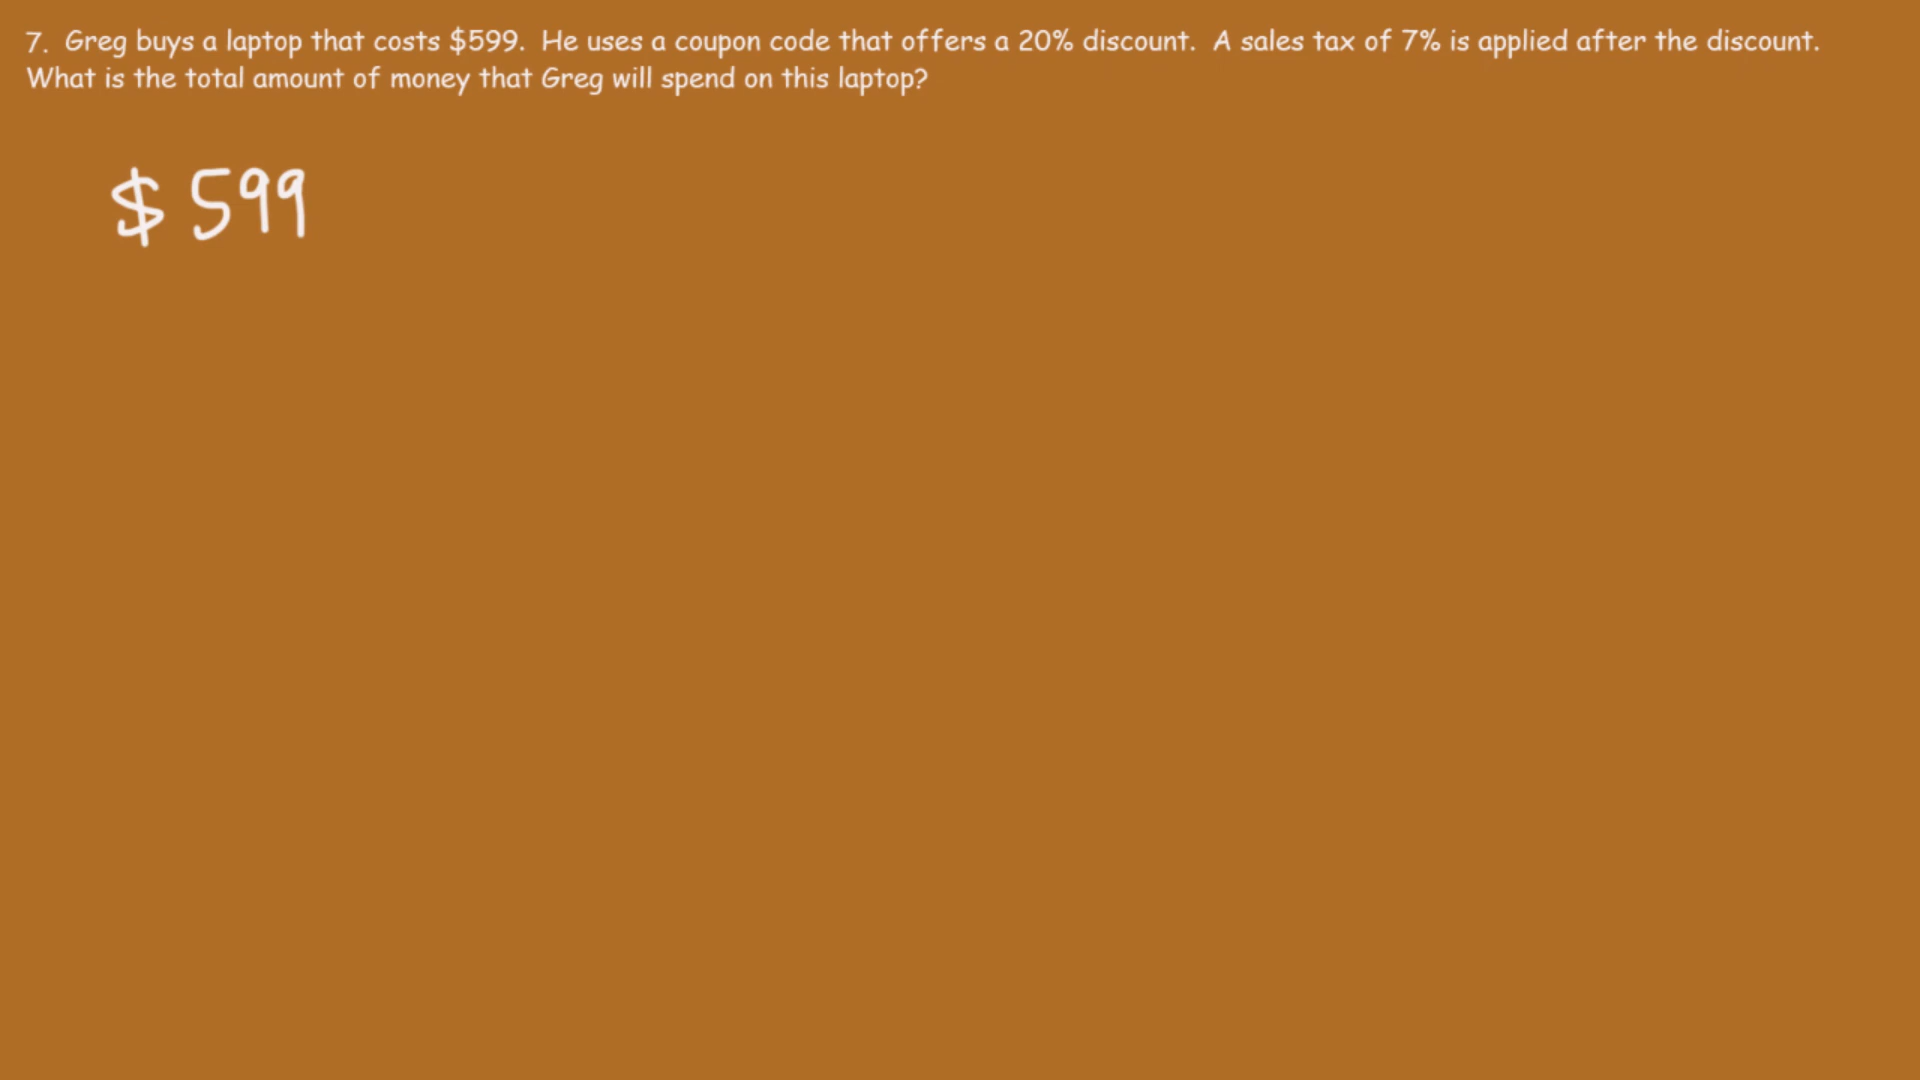 7. Greg buys a laptop that costs $599. He uses a coupon code that offers a 20% discount. A sales tax of 7% is applied after the discount.
What is the total amount of money that Greg will spend on this laptop?
$ 599